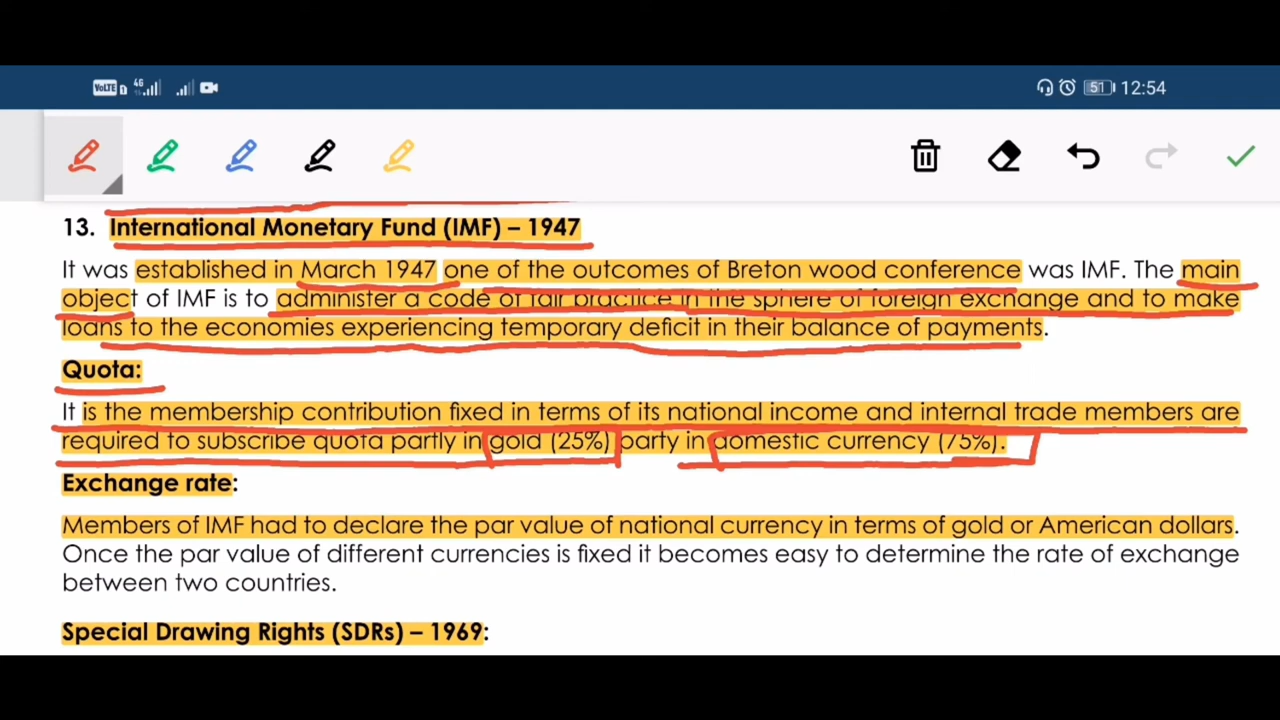 VoLTE 1 4G 51 12:54
13. International Monetary Fund (IMF) – 1947
It was established in March 1947 one of the outcomes of Breton wood conference was IMF. The main
object of IMF is to administer a code of fair practice in the sphere of foreign exchange and to make
loans to the economies experiencing temporary deficit in their balance of payments.
Quota:
It is the membership contribution fixed in terms of its national income and internal trade members are
required to subscribe quota partly in gold (25%) party in domestic currency (75%).
Exchange rate:
Members of IMF had to declare the par value of national currency in terms of gold or American dollars.
Once the par value of different currencies is fixed it becomes easy to determine the rate of exchange
between two countries.
Special Drawing Rights (SDRs) – 1969: